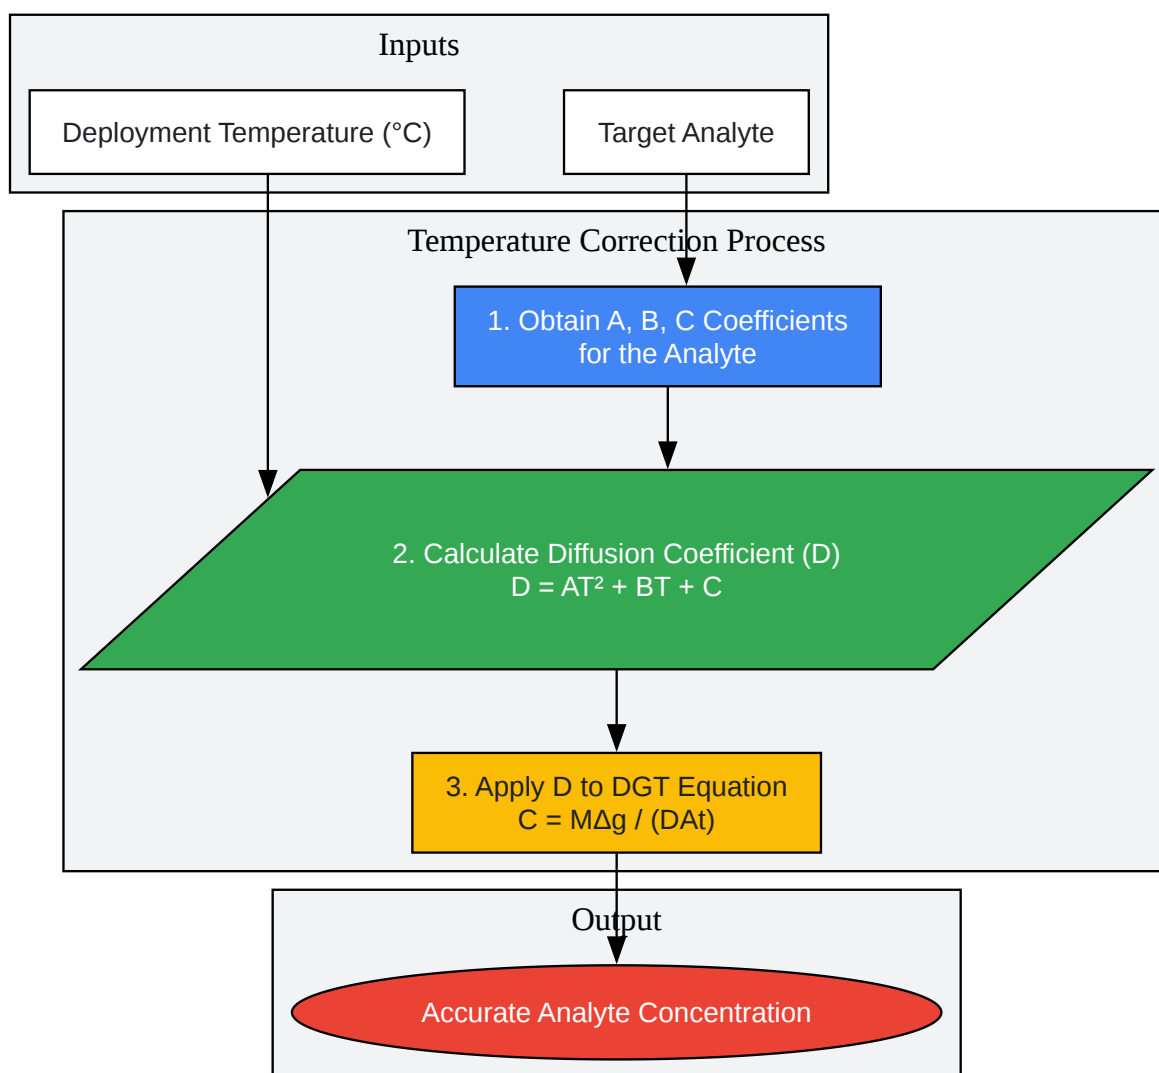 Inputs
Deployment Temperature (°C)
Target Analyte
Temperature Correction Process
1. Obtain A, B, C Coefficients
for the Analyte
2. Calculate Diffusion Coefficient (D)
D = AT² + BT + C
3. Apply D to DGT Equation
C = MΔg / (DAt)
Output
Accurate Analyte Concentration